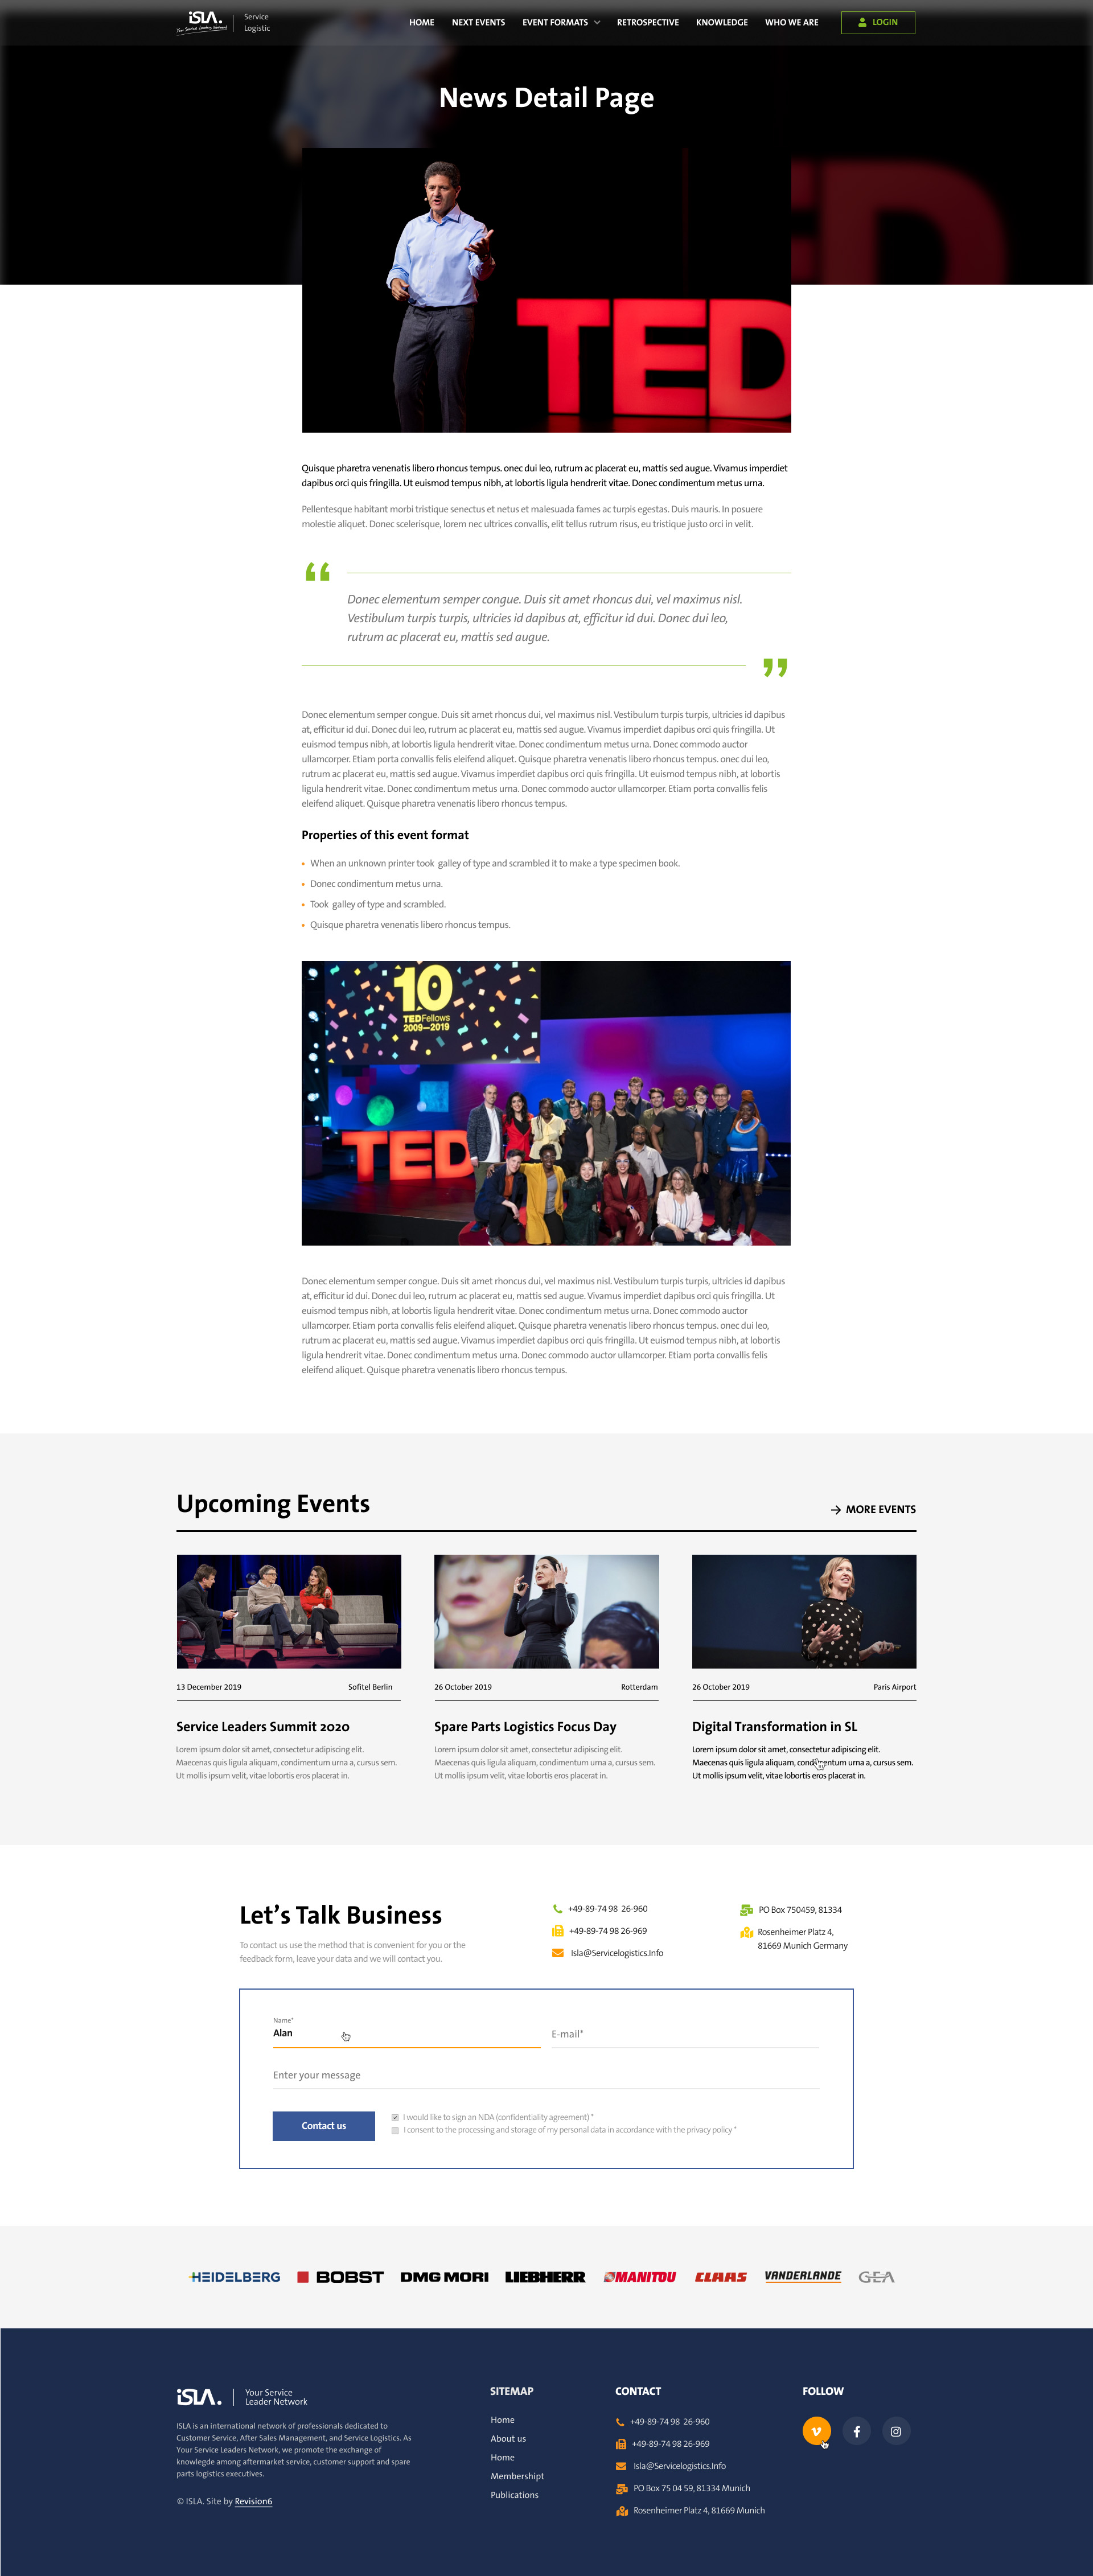 iSLA.
Your Service Leaders Network
Service
Logistic
HOME
NEXT EVENTS
EVENT FORMATS
RETROSPECTIVE
KNOWLEDGE
WHO WE ARE
LOGIN
News Detail Page
TED
Quisque pharetra venenatis libero rhoncus tempus. onec dui leo, rutrum ac placerat eu, mattis sed augue. Vivamus imperdiet
dapibus orci quis fringilla. Ut euismod tempus nibh, at lobortis ligula hendrerit vitae. Donec condimentum metus urna.
Pellentesque habitant morbi tristique senectus et netus et malesuada fames ac turpis egestas. Duis mauris. In posuere
molestie aliquet. Donec scelerisque, lorem nec ultrices convallis, elit tellus rutrum risus, eu tristique justo orci in velit.
“
Donec elementum semper congue. Duis sit amet rhoncus dui, vel maximus nisl.
Vestibulum turpis turpis, ultricies id dapibus at, efficitur id dui. Donec dui leo,
rutrum ac placerat eu, mattis sed augue.
”
Donec elementum semper congue. Duis sit amet rhoncus dui, vel maximus nisl. Vestibulum turpis turpis, ultricies id dapibus
at, efficitur id dui. Donec dui leo, rutrum ac placerat eu, mattis sed augue. Vivamus imperdiet dapibus orci quis fringilla. Ut
euismod tempus nibh, at lobortis ligula hendrerit vitae. Donec condimentum metus urna. Donec commodo auctor
ullamcorper. Etiam porta convallis felis eleifend aliquet. Quisque pharetra venenatis libero rhoncus tempus. onec dui leo,
rutrum ac placerat eu, mattis sed augue. Vivamus imperdiet dapibus orci quis fringilla. Ut euismod tempus nibh, at lobortis
ligula hendrerit vitae. Donec condimentum metus urna. Donec commodo auctor ullamcorper. Etiam porta convallis felis
eleifend aliquet. Quisque pharetra venenatis libero rhoncus tempus.
Properties of this event format
When an unknown printer took galley of type and scrambled it to make a type specimen book.
Donec condimentum metus urna.
Took galley of type and scrambled.
Quisque pharetra venenatis libero rhoncus tempus.
10
TEDFellows
2009—2019
TED
Donec elementum semper congue. Duis sit amet rhoncus dui, vel maximus nisl. Vestibulum turpis turpis, ultricies id dapibus
at, efficitur id dui. Donec dui leo, rutrum ac placerat eu, mattis sed augue. Vivamus imperdiet dapibus orci quis fringilla. Ut
euismod tempus nibh, at lobortis ligula hendrerit vitae. Donec condimentum metus urna. Donec commodo auctor
ullamcorper. Etiam porta convallis felis eleifend aliquet. Quisque pharetra venenatis libero rhoncus tempus. onec dui leo,
rutrum ac placerat eu, mattis sed augue. Vivamus imperdiet dapibus orci quis fringilla. Ut euismod tempus nibh, at lobortis
ligula hendrerit vitae. Donec condimentum metus urna. Donec commodo auctor ullamcorper. Etiam porta convallis felis
eleifend aliquet. Quisque pharetra venenatis libero rhoncus tempus.
Upcoming Events
MORE EVENTS
13 December 2019
Sofitel Berlin
Service Leaders Summit 2020
Lorem ipsum dolor sit amet, consectetur adipiscing elit.
Maecenas quis ligula aliquam, condimentum urna a, cursus sem.
Ut mollis ipsum velit, vitae lobortis eros placerat in.
26 October 2019
Rotterdam
Spare Parts Logistics Focus Day
Lorem ipsum dolor sit amet, consectetur adipiscing elit.
Maecenas quis ligula aliquam, condimentum urna a, cursus sem.
Ut mollis ipsum velit, vitae lobortis eros placerat in.
26 October 2019
Paris Airport
Digital Transformation in SL
Lorem ipsum dolor sit amet, consectetur adipiscing elit.
Maecenas quis ligula aliquam, condimentum urna a, cursus sem.
Ut mollis ipsum velit, vitae lobortis eros placerat in.
Let’s Talk Business
To contact us use the method that is convenient for you or the
feedback form, leave your data and we will contact you.
+49-89-74 98 26-960
+49-89-74 98 26-969
Isla@Servicelogistics.Info
PO Box 750459, 81334
Rosenheimer Platz 4,
81669 Munich Germany
Name*
Alan
E-mail*
Enter your message
Contact us
I would like to sign an NDA (confidentiality agreement) *
I consent to the processing and storage of my personal data in accordance with the privacy policy *
HEIDELBERG
BOBST
DMG MORI
LIEBHERR
MANITOU
CLAAS
VANDERLANDE
GEA
iSLA.
Your Service
Leader Network
ISLA is an international network of professionals dedicated to
Customer Service, After Sales Management, and Service Logistics. As
Your Service Leaders Network, we promote the exchange of
knowlegde among aftermarket service, customer support and spare
parts logistics executives.
© ISLA. Site by Revision6
SITEMAP
Home
About us
Home
Membershipt
Publications
CONTACT
+49-89-74 98 26-960
+49-89-74 98 26-969
Isla@Servicelogistics.Info
PO Box 75 04 59, 81334 Munich
Rosenheimer Platz 4, 81669 Munich
FOLLOW